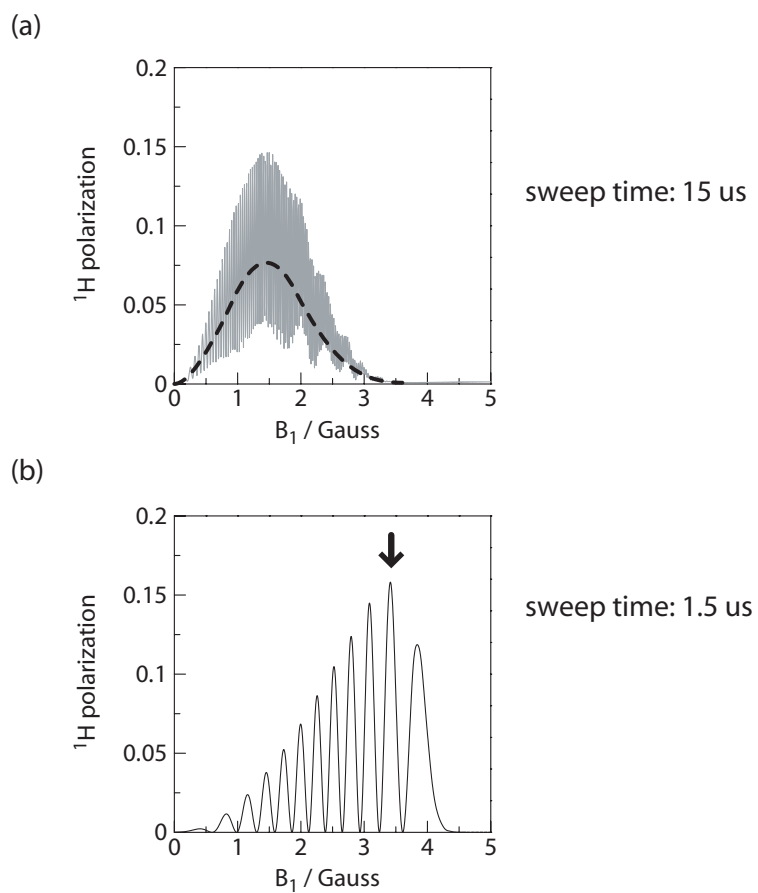 (a)
0.2
0.15
0.1
0.05
0
¹H polarization
0 1 2 3 4 5
B₁ / Gauss
sweep time: 15 us
(b)
0.2
0.15
0.1
0.05
0
¹H polarization
0 1 2 3 4 5
B₁ / Gauss
sweep time: 1.5 us